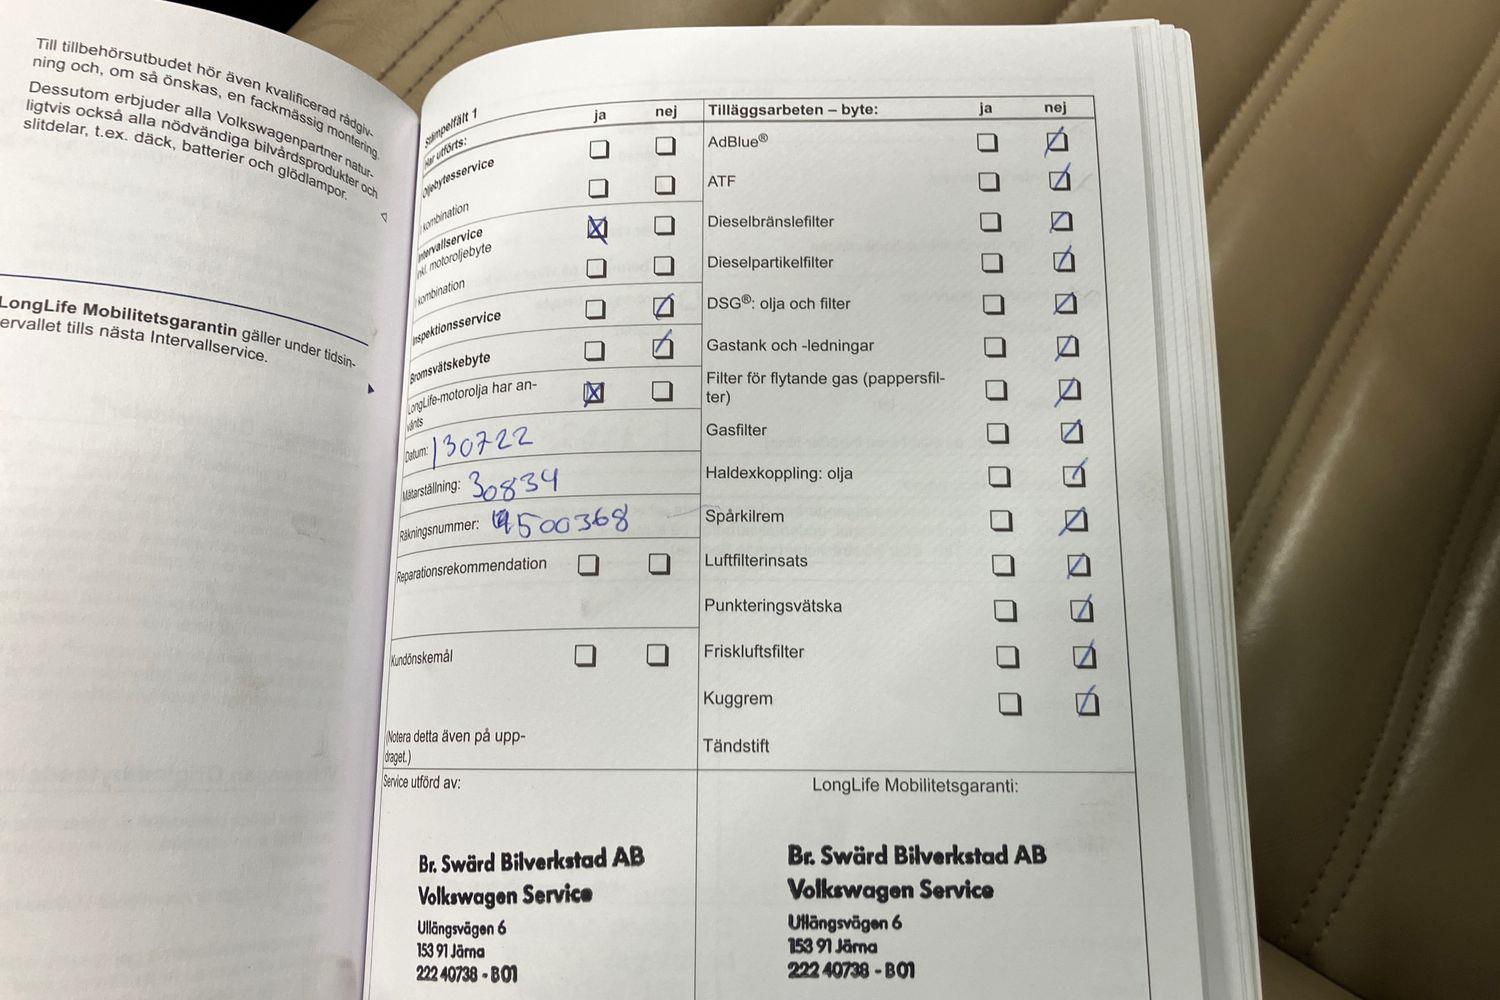 Till tillbehörsutbudet hör även kvalificerad rådgiv-
ning och, om så önskas, en fackmässig montering.
Dessutom erbjuder alla Volkswagenpartner natur-
ligtvis också alla nödvändiga bilvårdsprodukter och
slitdelar, t.ex. däck, batterier och glödlampor.
LongLife Mobilitetsgarantin gäller under tidsin-
ervallet tills nästa Intervallservice.
Stämpelfält 1
ja nej
Har utförts:
Oljebytesservice
I kombination
Intervallservice
inkl. motoroljebyte
I kombination
Inspektionsservice
Bromsvätskebyte
LongLife-motorolja har an-
vänts
Datum: 130722
Mätarställning: 30834
Räkningsnummer: 4500368
Reparationsrekommendation
Kundönskemål
(Notera detta även på upp-
draget.)
Tilläggsarbeten – byte: ja nej
AdBlue®
ATF
Dieselbränslefilter
Dieselpartikelfilter
DSG®: olja och filter
Gastank och -ledningar
Filter för flytande gas (pappersfil-
ter)
Gasfilter
Haldexkoppling: olja
Spårkilrem
Luftfilterinsats
Punkteringsvätska
Friskluftsfilter
Kuggrem
Tändstift
Service utförd av:
Br. Swärd Bilverkstad AB
Volkswagen Service
Ullängsvägen 6
153 91 Järna
222 40738 - B01
LongLife Mobilitetsgaranti:
Br. Swärd Bilverkstad AB
Volkswagen Service
Ullängsvägen 6
153 91 Järna
222 40738 - B01